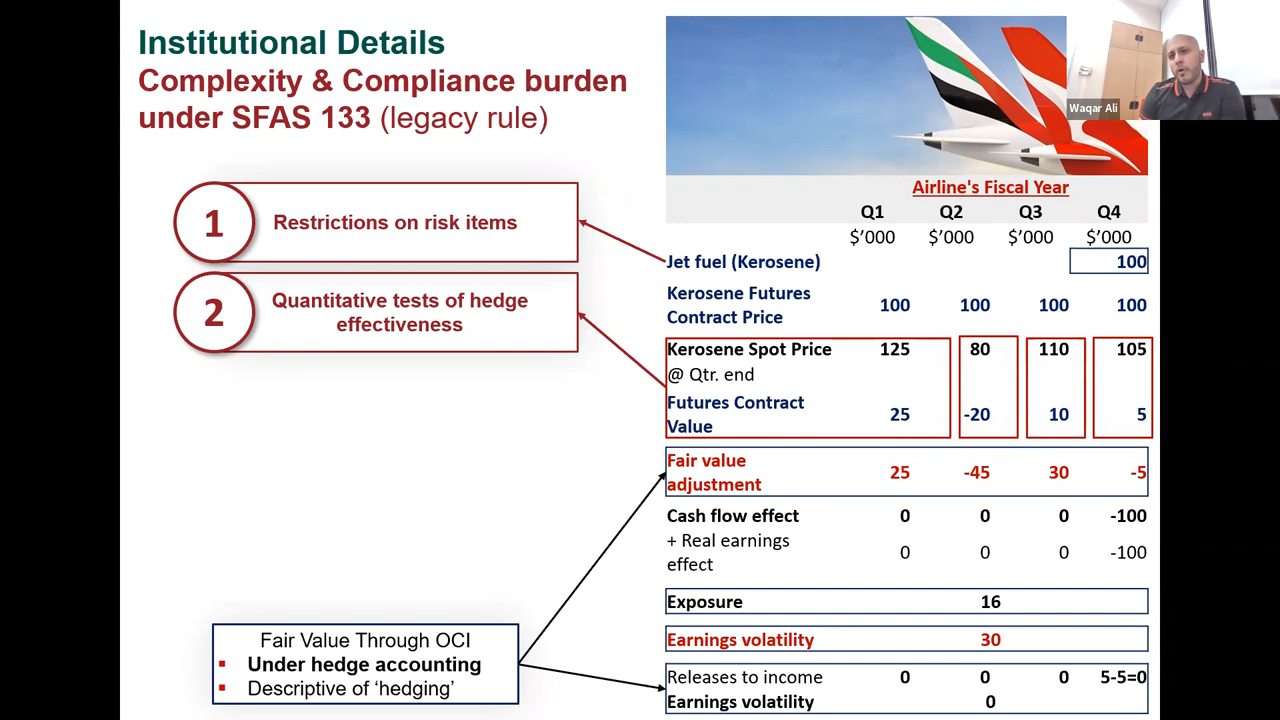 Institutional Details
Complexity & Compliance burden
under SFAS 133 (legacy rule)
Waqar Ali
1
Restrictions on risk items
2
Quantitative tests of hedge
effectiveness
Fair Value Through OCI
▪ Under hedge accounting
▪ Descriptive of ‘hedging’
Airline's Fiscal Year
Q1 Q2 Q3 Q4
$’000 $’000 $’000 $’000
Jet fuel (Kerosene) 100
Kerosene Futures
Contract Price 100 100 100 100
Kerosene Spot Price 125 80 110 105
@ Qtr. end
Futures Contract
Value 25 -20 10 5
Fair value
adjustment 25 -45 30 -5
Cash flow effect 0 0 0 -100
+ Real earnings
effect 0 0 0 -100
Exposure 16
Earnings volatility 30
Releases to income 0 0 0 5-5=0
Earnings volatility 0